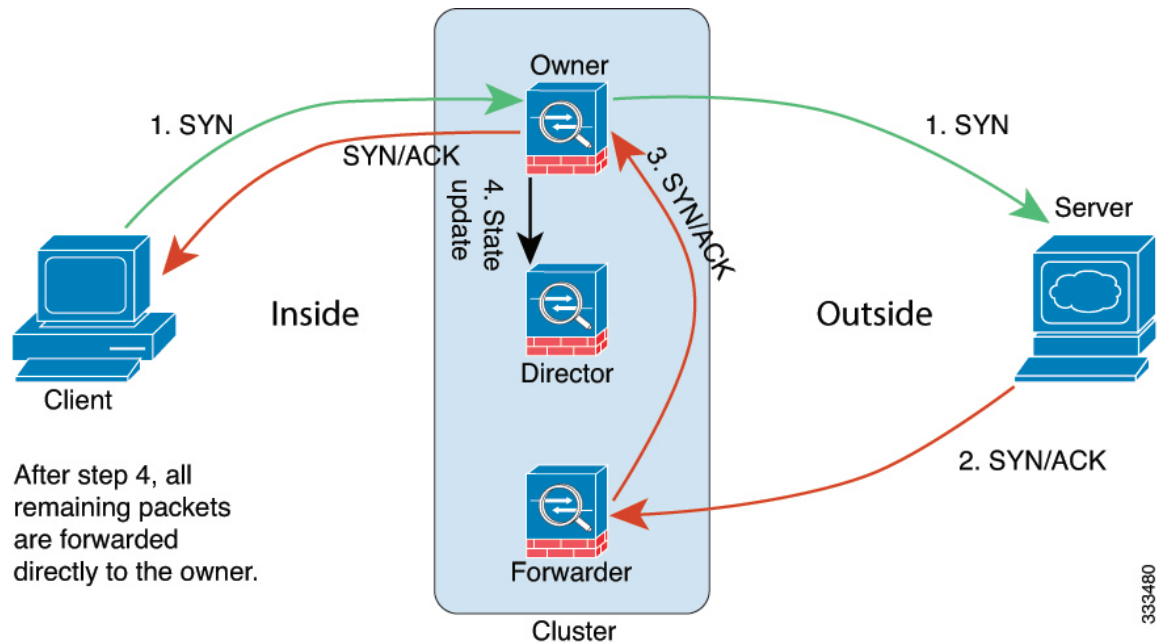 Owner
1. SYN
1. SYN
SYN/ACK
3. SYN/ACK
4. State
update
Server
Inside
Outside
Director
Client
2. SYN/ACK
After step 4, all
remaining packets
are forwarded
directly to the owner.
Forwarder
333480
Cluster